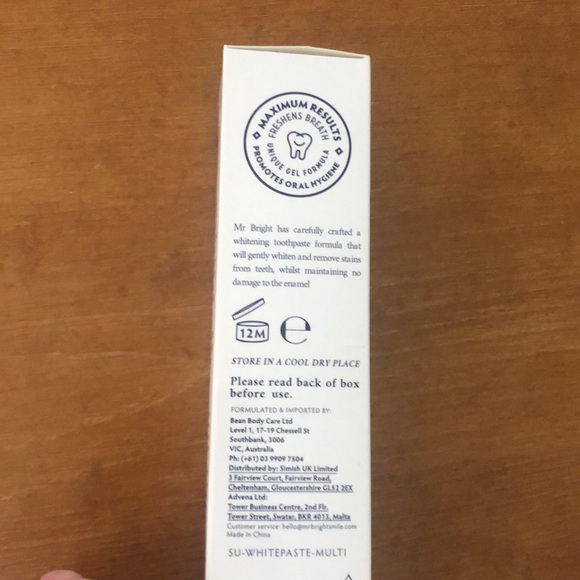 MAXIMUM RESULTS
FRESHENS BREATH
UNIQUE GEL FORMULA
PROMOTES ORAL HYGIENE
Mr Bright has carefully crafted a
whitening toothpaste formula that
will gently whiten and remove stains
from teeth, whilst maintaining no
damage to the enamel
12M
e
STORE IN A COOL DRY PLACE
Please read back of box
before use.
FORMULATED & IMPORTED BY:
Bean Body Care Ltd
Level 1, 17-19 Chessell St
Southbank, 3006
VIC, Australia
Ph: (+61) 03 9909 7504
Distributed by: Simish UK Limited
3 Fairview Court, Fairview Road,
Cheltenham, Gloucestershire GL52 2EX
Advena Ltd:
Tower Business Centre, 2nd Flr.
Tower Street, Swatar, BKR 4013, Malta
Customer service: hello@mrbrightsmile.com
Made in China
SU-WHITEPASTE-MULTI